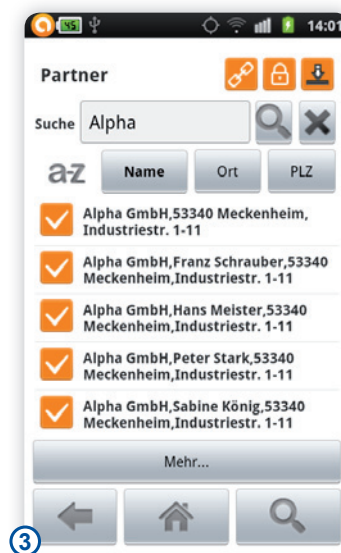 45 14:01
Partner
Suche Alpha
a-z Name Ort PLZ
Alpha GmbH,53340 Meckenheim,
Industriestr. 1-11
Alpha GmbH,Franz Schrauber,53340
Meckenheim,Industriestr. 1-11
Alpha GmbH,Hans Meister,53340
Meckenheim,Industriestr. 1-11
Alpha GmbH,Peter Stark,53340
Meckenheim,Industriestr. 1-11
Alpha GmbH,Sabine König,53340
Meckenheim,Industriestr. 1-11
Mehr...
3